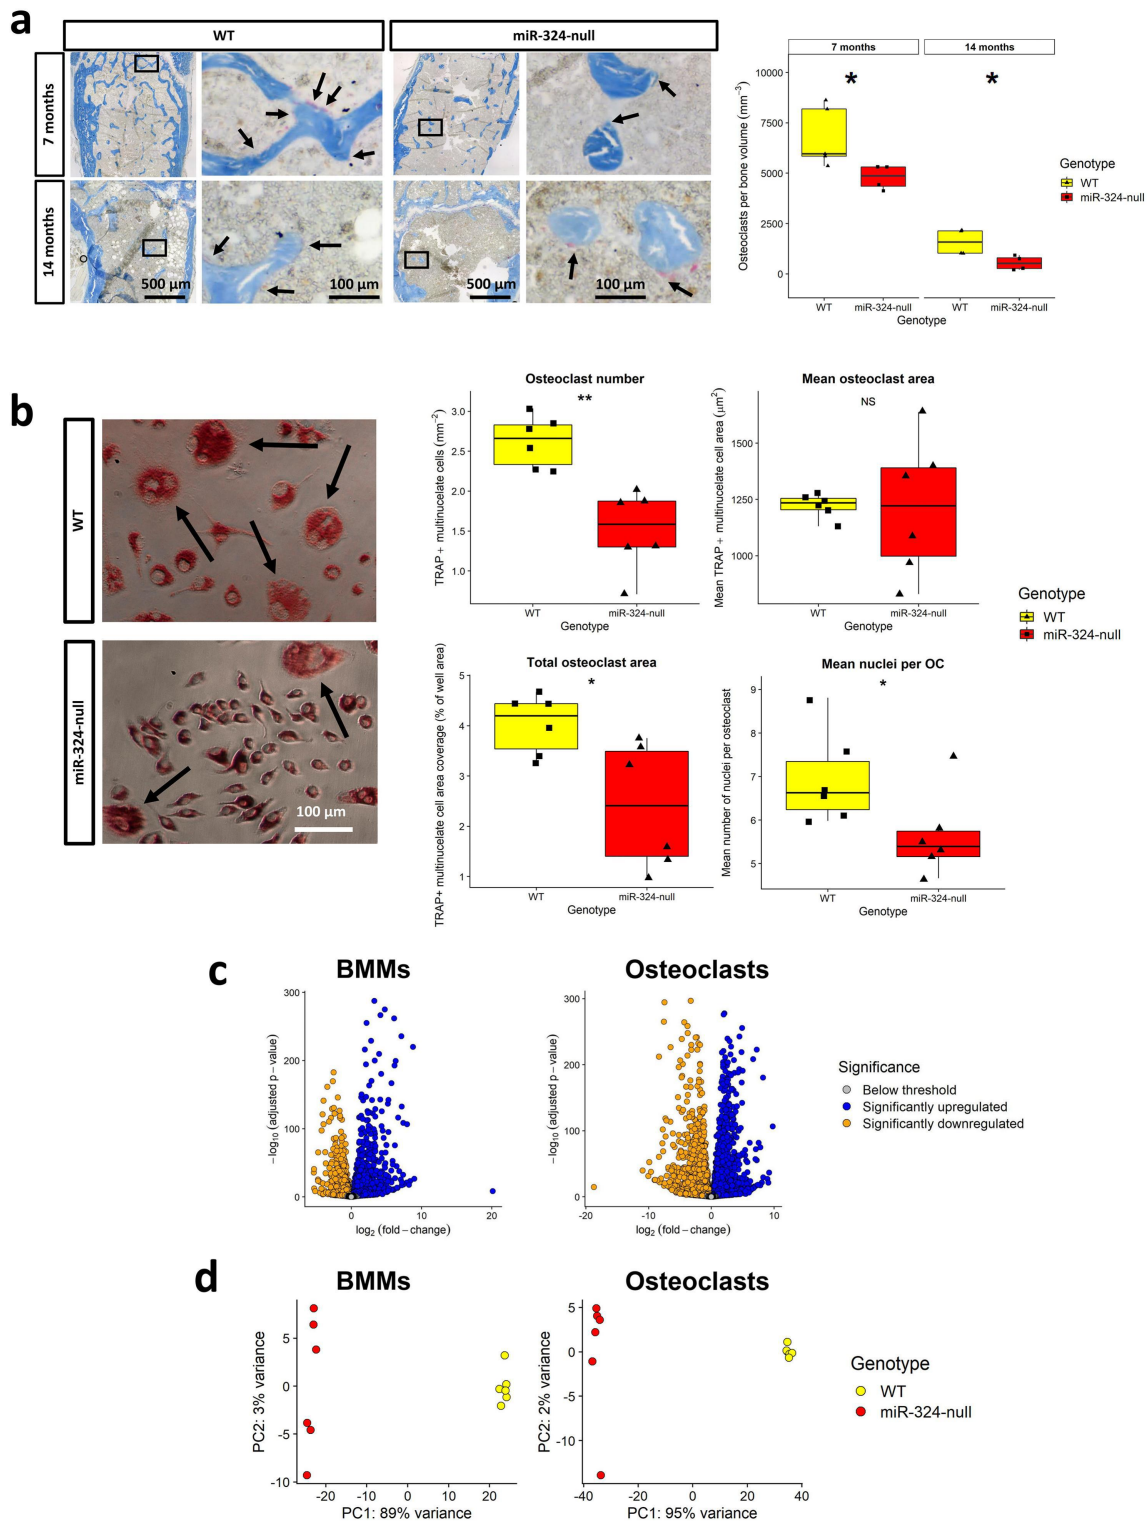 a
WT
miR-324-null
7 months
14 months
500 μm
100 μm
500 μm
100 μm
7 months
14 months
*
*
Osteoclasts per bone volume (mm⁻³)
10000
7500
5000
2500
0
WT
miR-324-null
WT
miR-324-null
Genotype
Genotype
WT
miR-324-null
b
WT
miR-324-null
100 μm
Osteoclast number
**
TRAP+ multinucelate cells (mm⁻²)
3.0
2.5
2.0
1.5
1.0
WT
miR-324-null
Genotype
Mean osteoclast area
NS
Mean TRAP+ multinucelate cell area (μm²)
1500
1250
1000
WT
miR-324-null
Genotype
Total osteoclast area
*
TRAP+ multinucelate cell area coverage (% of well area)
5
4
3
2
1
WT
miR-324-null
Genotype
Mean nuclei per OC
*
Mean number of nuclei per osteoclast
9
8
7
6
5
WT
miR-324-null
Genotype
Genotype
WT
miR-324-null
c
BMMs
−log₁₀ (adjusted p−value)
300
200
100
0
0
10
20
log₂ (fold−change)
Osteoclasts
−log₁₀ (adjusted p−value)
300
200
100
0
-20
-10
0
10
log₂ (fold−change)
Significance
Below threshold
Significantly upregulated
Significantly downregulated
d
BMMs
PC2: 3% variance
5
0
-5
-10
-20
0
20
PC1: 89% variance
Osteoclasts
PC2: 2% variance
5
0
-5
-10
-40
-20
0
20
40
PC1: 95% variance
Genotype
WT
miR-324-null